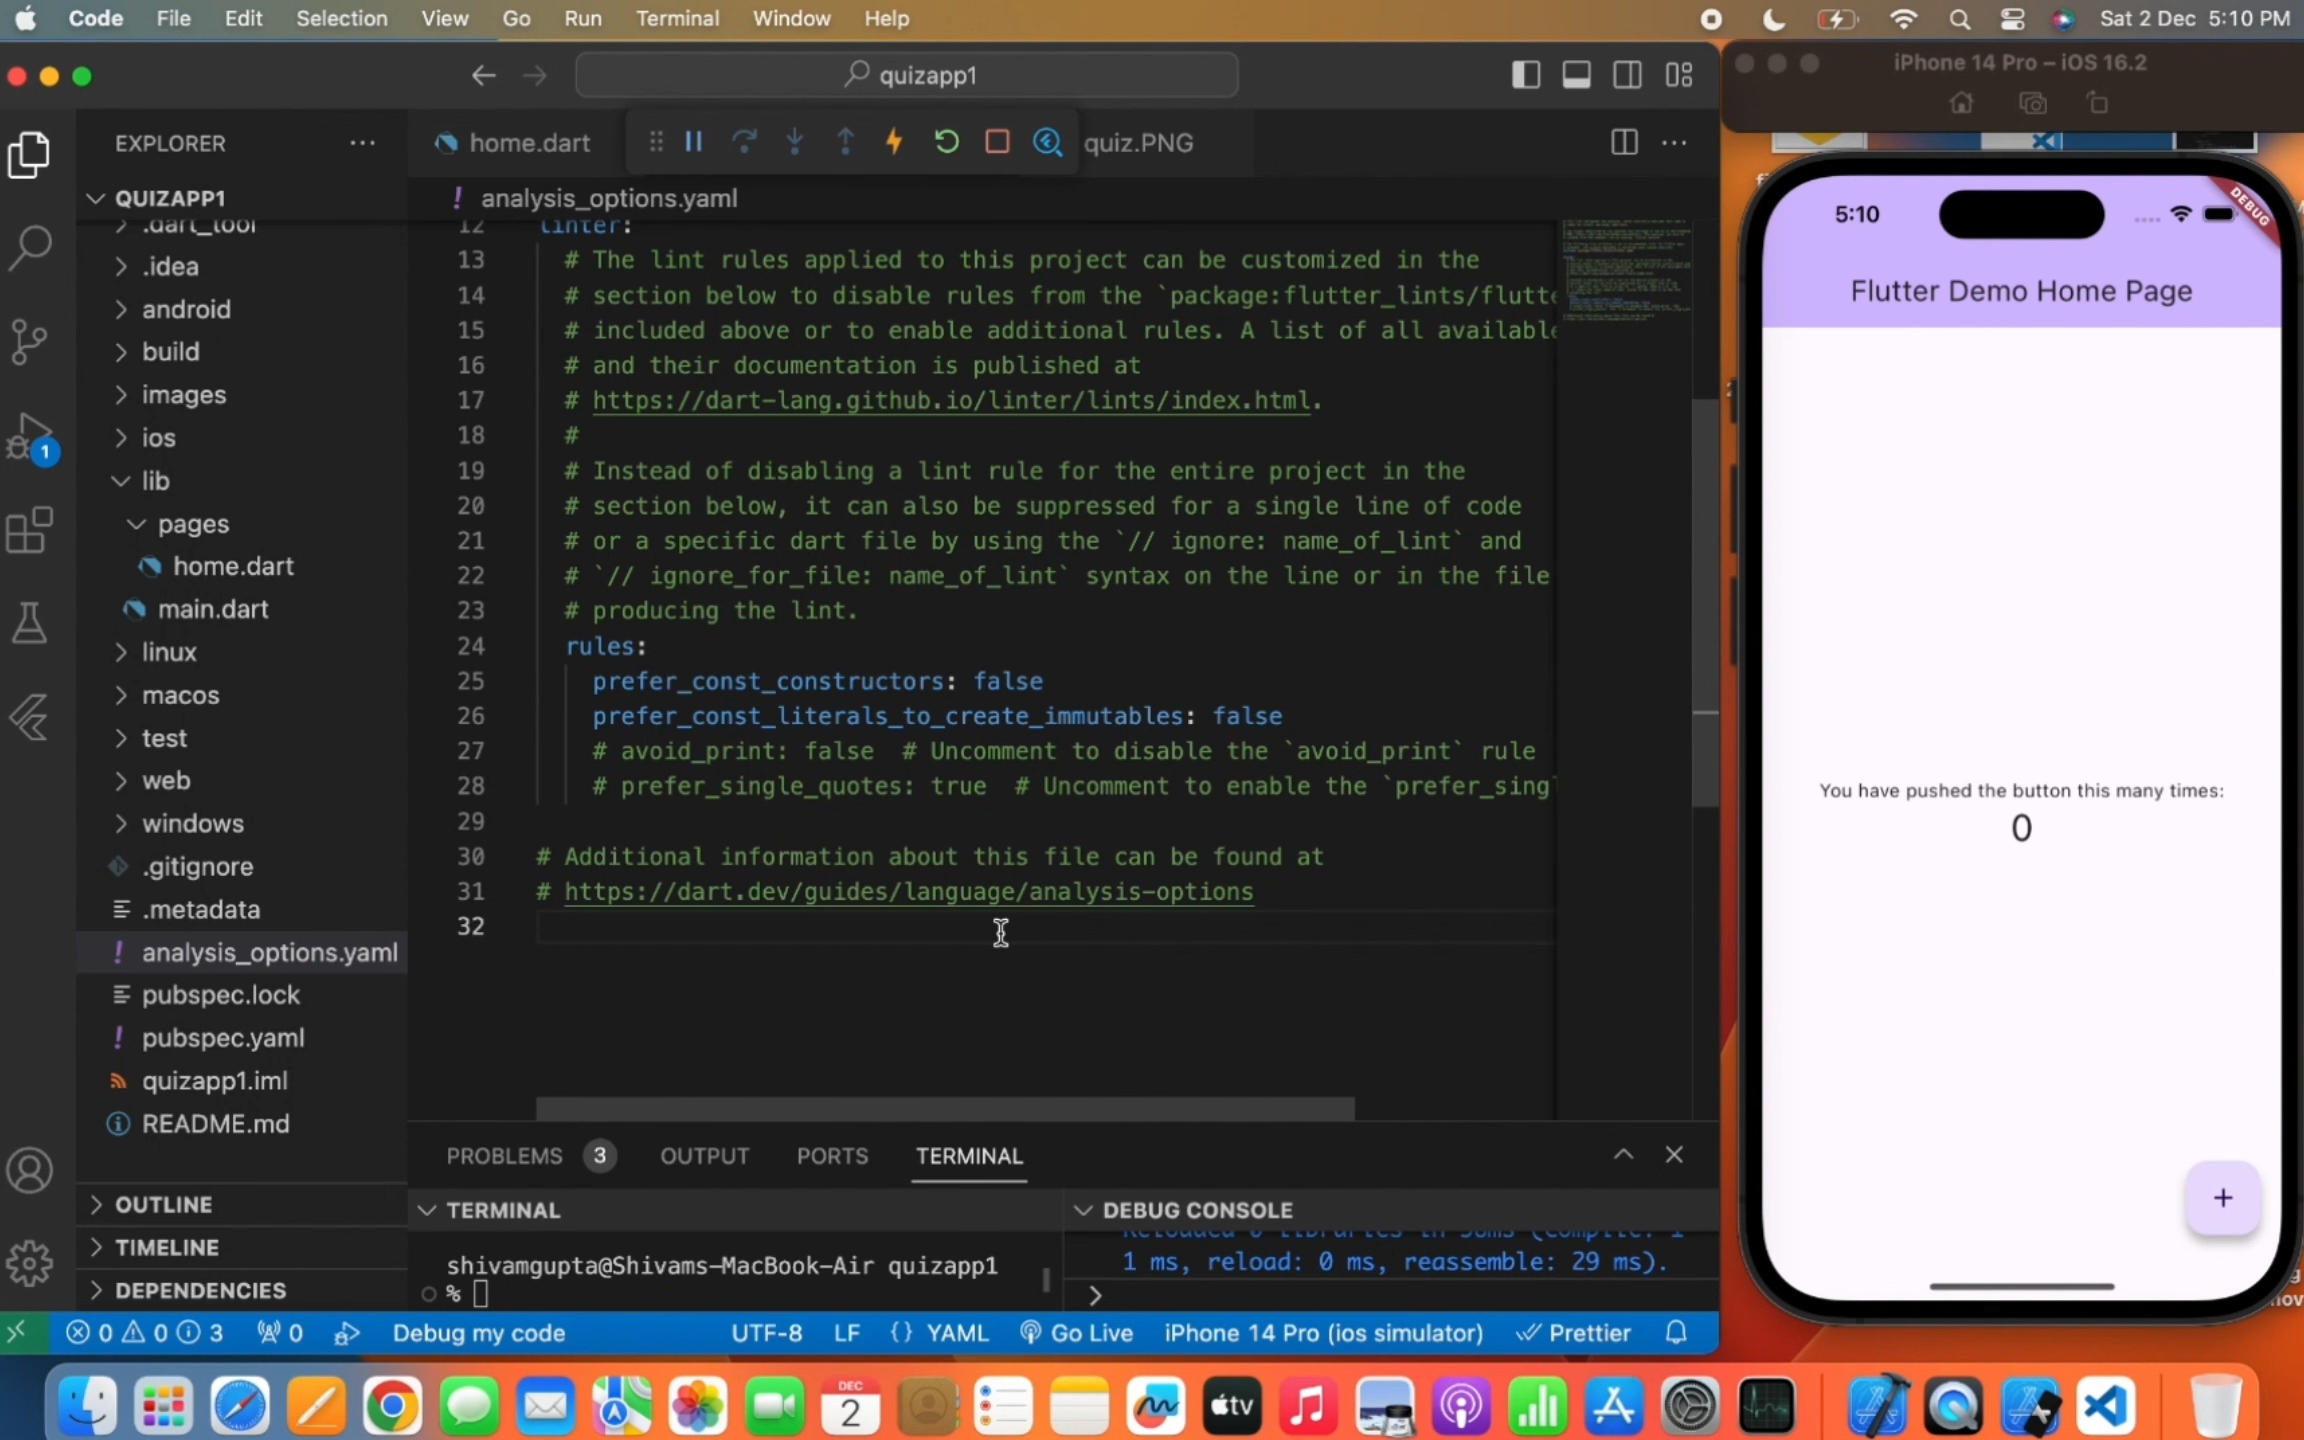 Code File Edit Selection View Go Run Terminal Window Help
Sat 2 Dec 5:10 PM
quizapp1
EXPLORER
home.dart
quiz.PNG
QUIZAPP1
.dart_tool
.idea
android
build
images
ios
lib
pages
home.dart
main.dart
linux
macos
test
web
windows
.gitignore
.metadata
! analysis_options.yaml
pubspec.lock
! pubspec.yaml
quizapp1.iml
README.md
OUTLINE
TIMELINE
DEPENDENCIES
! analysis_options.yaml
12 linter:
13 # The lint rules applied to this project can be customized in the
14 # section below to disable rules from the `package:flutter_lints/flutte
15 # included above or to enable additional rules. A list of all available
16 # and their documentation is published at
17 # https://dart-lang.github.io/linter/lints/index.html.
18 #
19 # Instead of disabling a lint rule for the entire project in the
20 # section below, it can also be suppressed for a single line of code
21 # or a specific dart file by using the `// ignore: name_of_lint` and
22 # `// ignore_for_file: name_of_lint` syntax on the line or in the file
23 # producing the lint.
24 rules:
25 prefer_const_constructors: false
26 prefer_const_literals_to_create_immutables: false
27 # avoid_print: false # Uncomment to disable the `avoid_print` rule
28 # prefer_single_quotes: true # Uncomment to enable the `prefer_sing
29
30 # Additional information about this file can be found at
31 # https://dart.dev/guides/language/analysis-options
32
PROBLEMS 3 OUTPUT PORTS TERMINAL
TERMINAL
shivamgupta@Shivams-MacBook-Air quizapp1
%
DEBUG CONSOLE
1 ms, reload: 0 ms, reassemble: 29 ms).
>
0 0 3 0 Debug my code UTF-8 LF {} YAML Go Live iPhone 14 Pro (ios simulator) Prettier
iPhone 14 Pro – iOS 16.2
5:10
DEBUG
Flutter Demo Home Page
You have pushed the button this many times:
0
+
1
DEC
2
tv